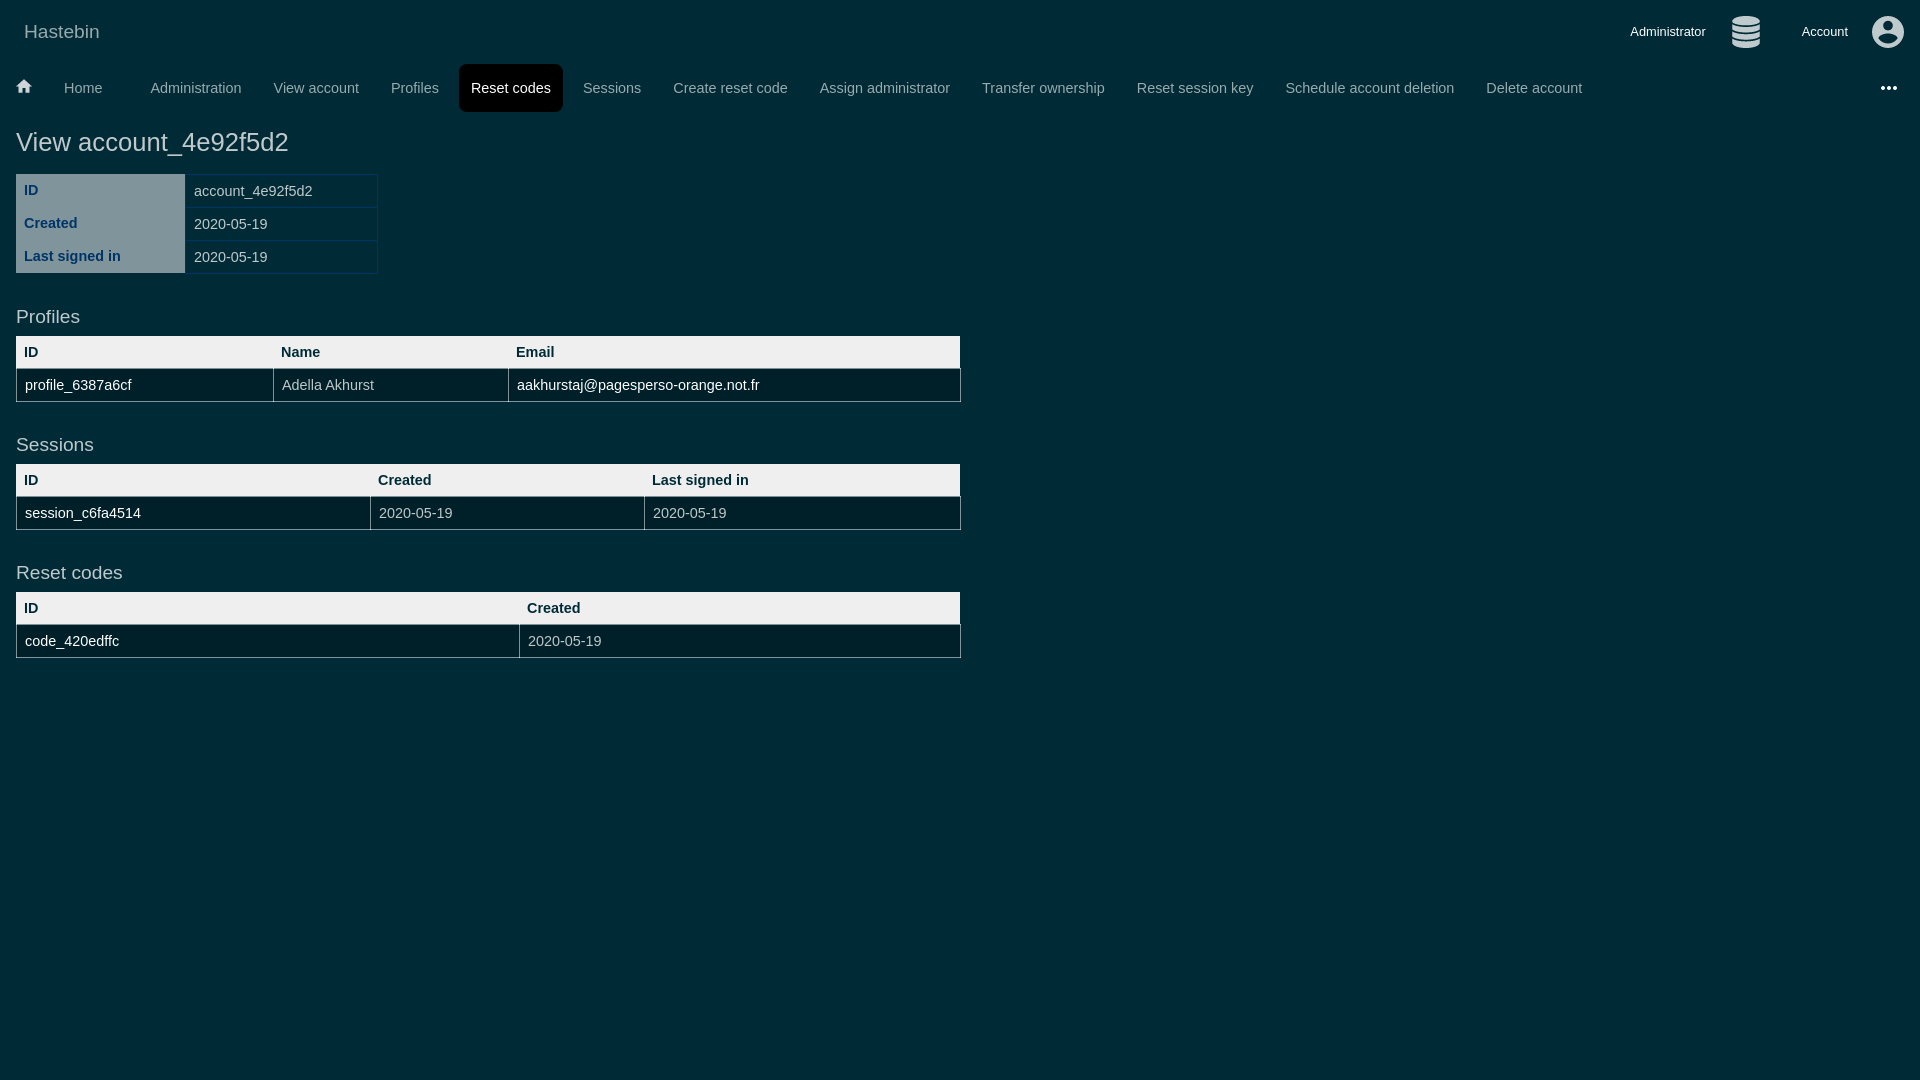 Hastebin
Administrator
Account
Home
Administration
View account
Profiles
Reset codes
Sessions
Create reset code
Assign administrator
Transfer ownership
Reset session key
Schedule account deletion
Delete account
View account_4e92f5d2
ID account_4e92f5d2
Created 2020-05-19
Last signed in 2020-05-19
Profiles
ID Name Email
profile_6387a6cf Adella Akhurst aakhurstaj@pagesperso-orange.not.fr
Sessions
ID Created Last signed in
session_c6fa4514 2020-05-19 2020-05-19
Reset codes
ID Created
code_420edffc 2020-05-19